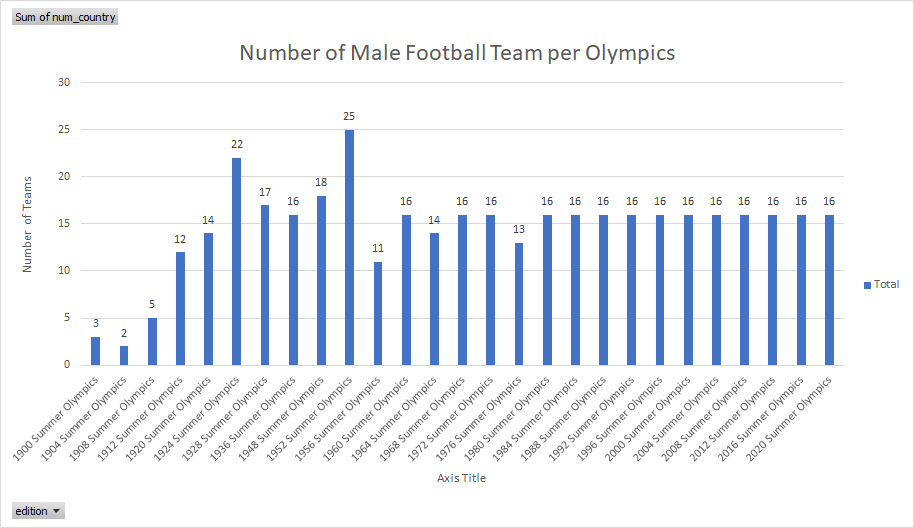 Sum of num_country
Number of Male Football Team per Olympics
Number of Teams
30
25
20
15
10
5
0
3
2
5
12
14
22
17
16
18
25
11
16
14
16
16
13
16
16
16
16
16
16
16
16
16
16
16
1900 Summer Olympics
1904 Summer Olympics
1908 Summer Olympics
1912 Summer Olympics
1920 Summer Olympics
1924 Summer Olympics
1928 Summer Olympics
1936 Summer Olympics
1948 Summer Olympics
1952 Summer Olympics
1956 Summer Olympics
1960 Summer Olympics
1964 Summer Olympics
1968 Summer Olympics
1972 Summer Olympics
1976 Summer Olympics
1980 Summer Olympics
1984 Summer Olympics
1988 Summer Olympics
1992 Summer Olympics
1996 Summer Olympics
2000 Summer Olympics
2004 Summer Olympics
2008 Summer Olympics
2012 Summer Olympics
2016 Summer Olympics
2020 Summer Olympics
Total
Axis Title
edition